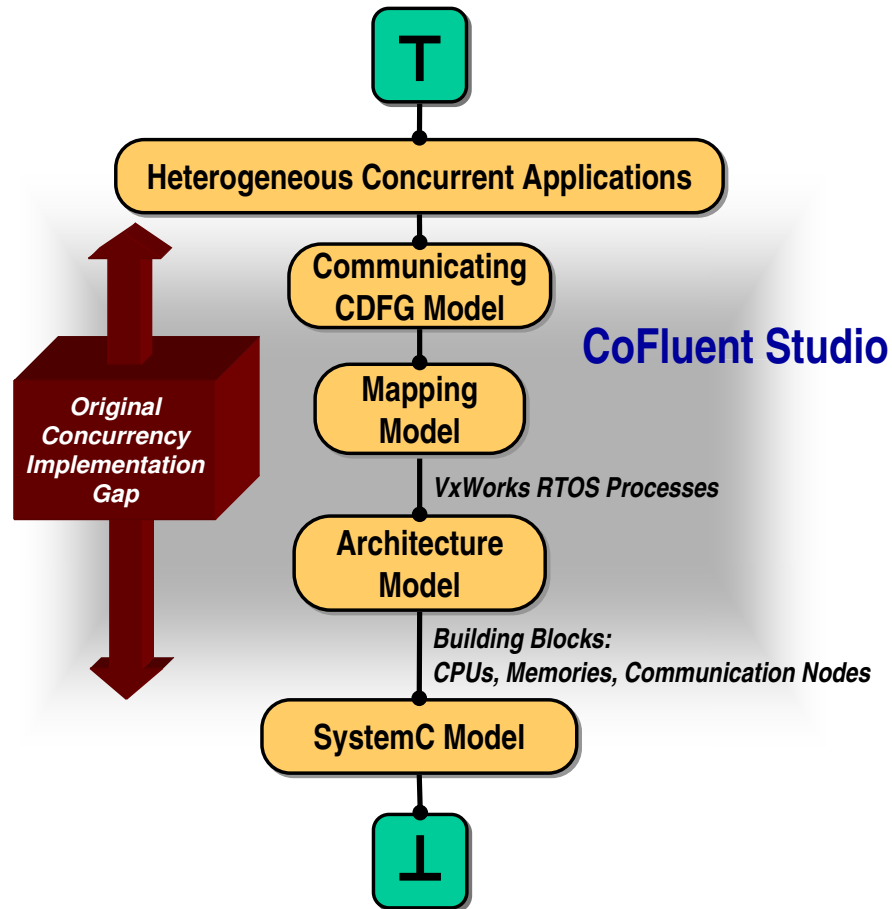 ⊤
Heterogeneous Concurrent Applications
Communicating
CDFG Model
CoFluent Studio
Mapping
Model
Original
Concurrency
Implementation
Gap
VxWorks RTOS Processes
Architecture
Model
Building Blocks:
CPUs, Memories, Communication Nodes
SystemC Model
⊥